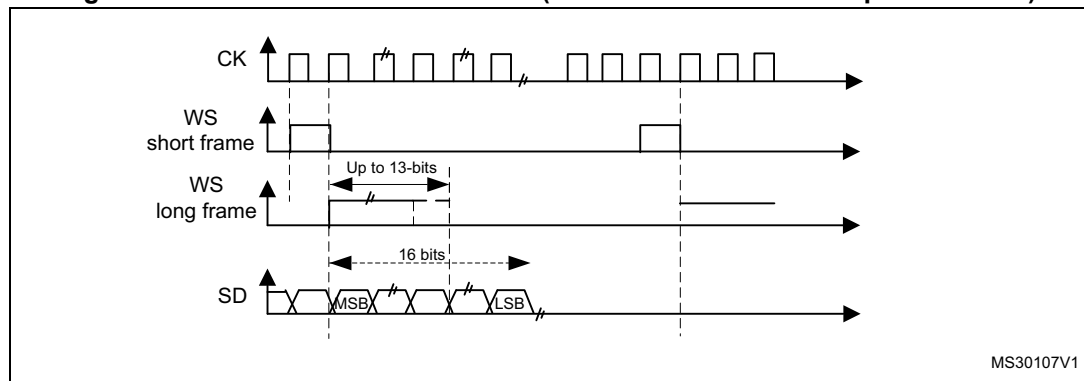 CK
WS
short frame
Up to 13-bits
WS
long frame
16 bits
SD
MSB
LSB
MS30107V1